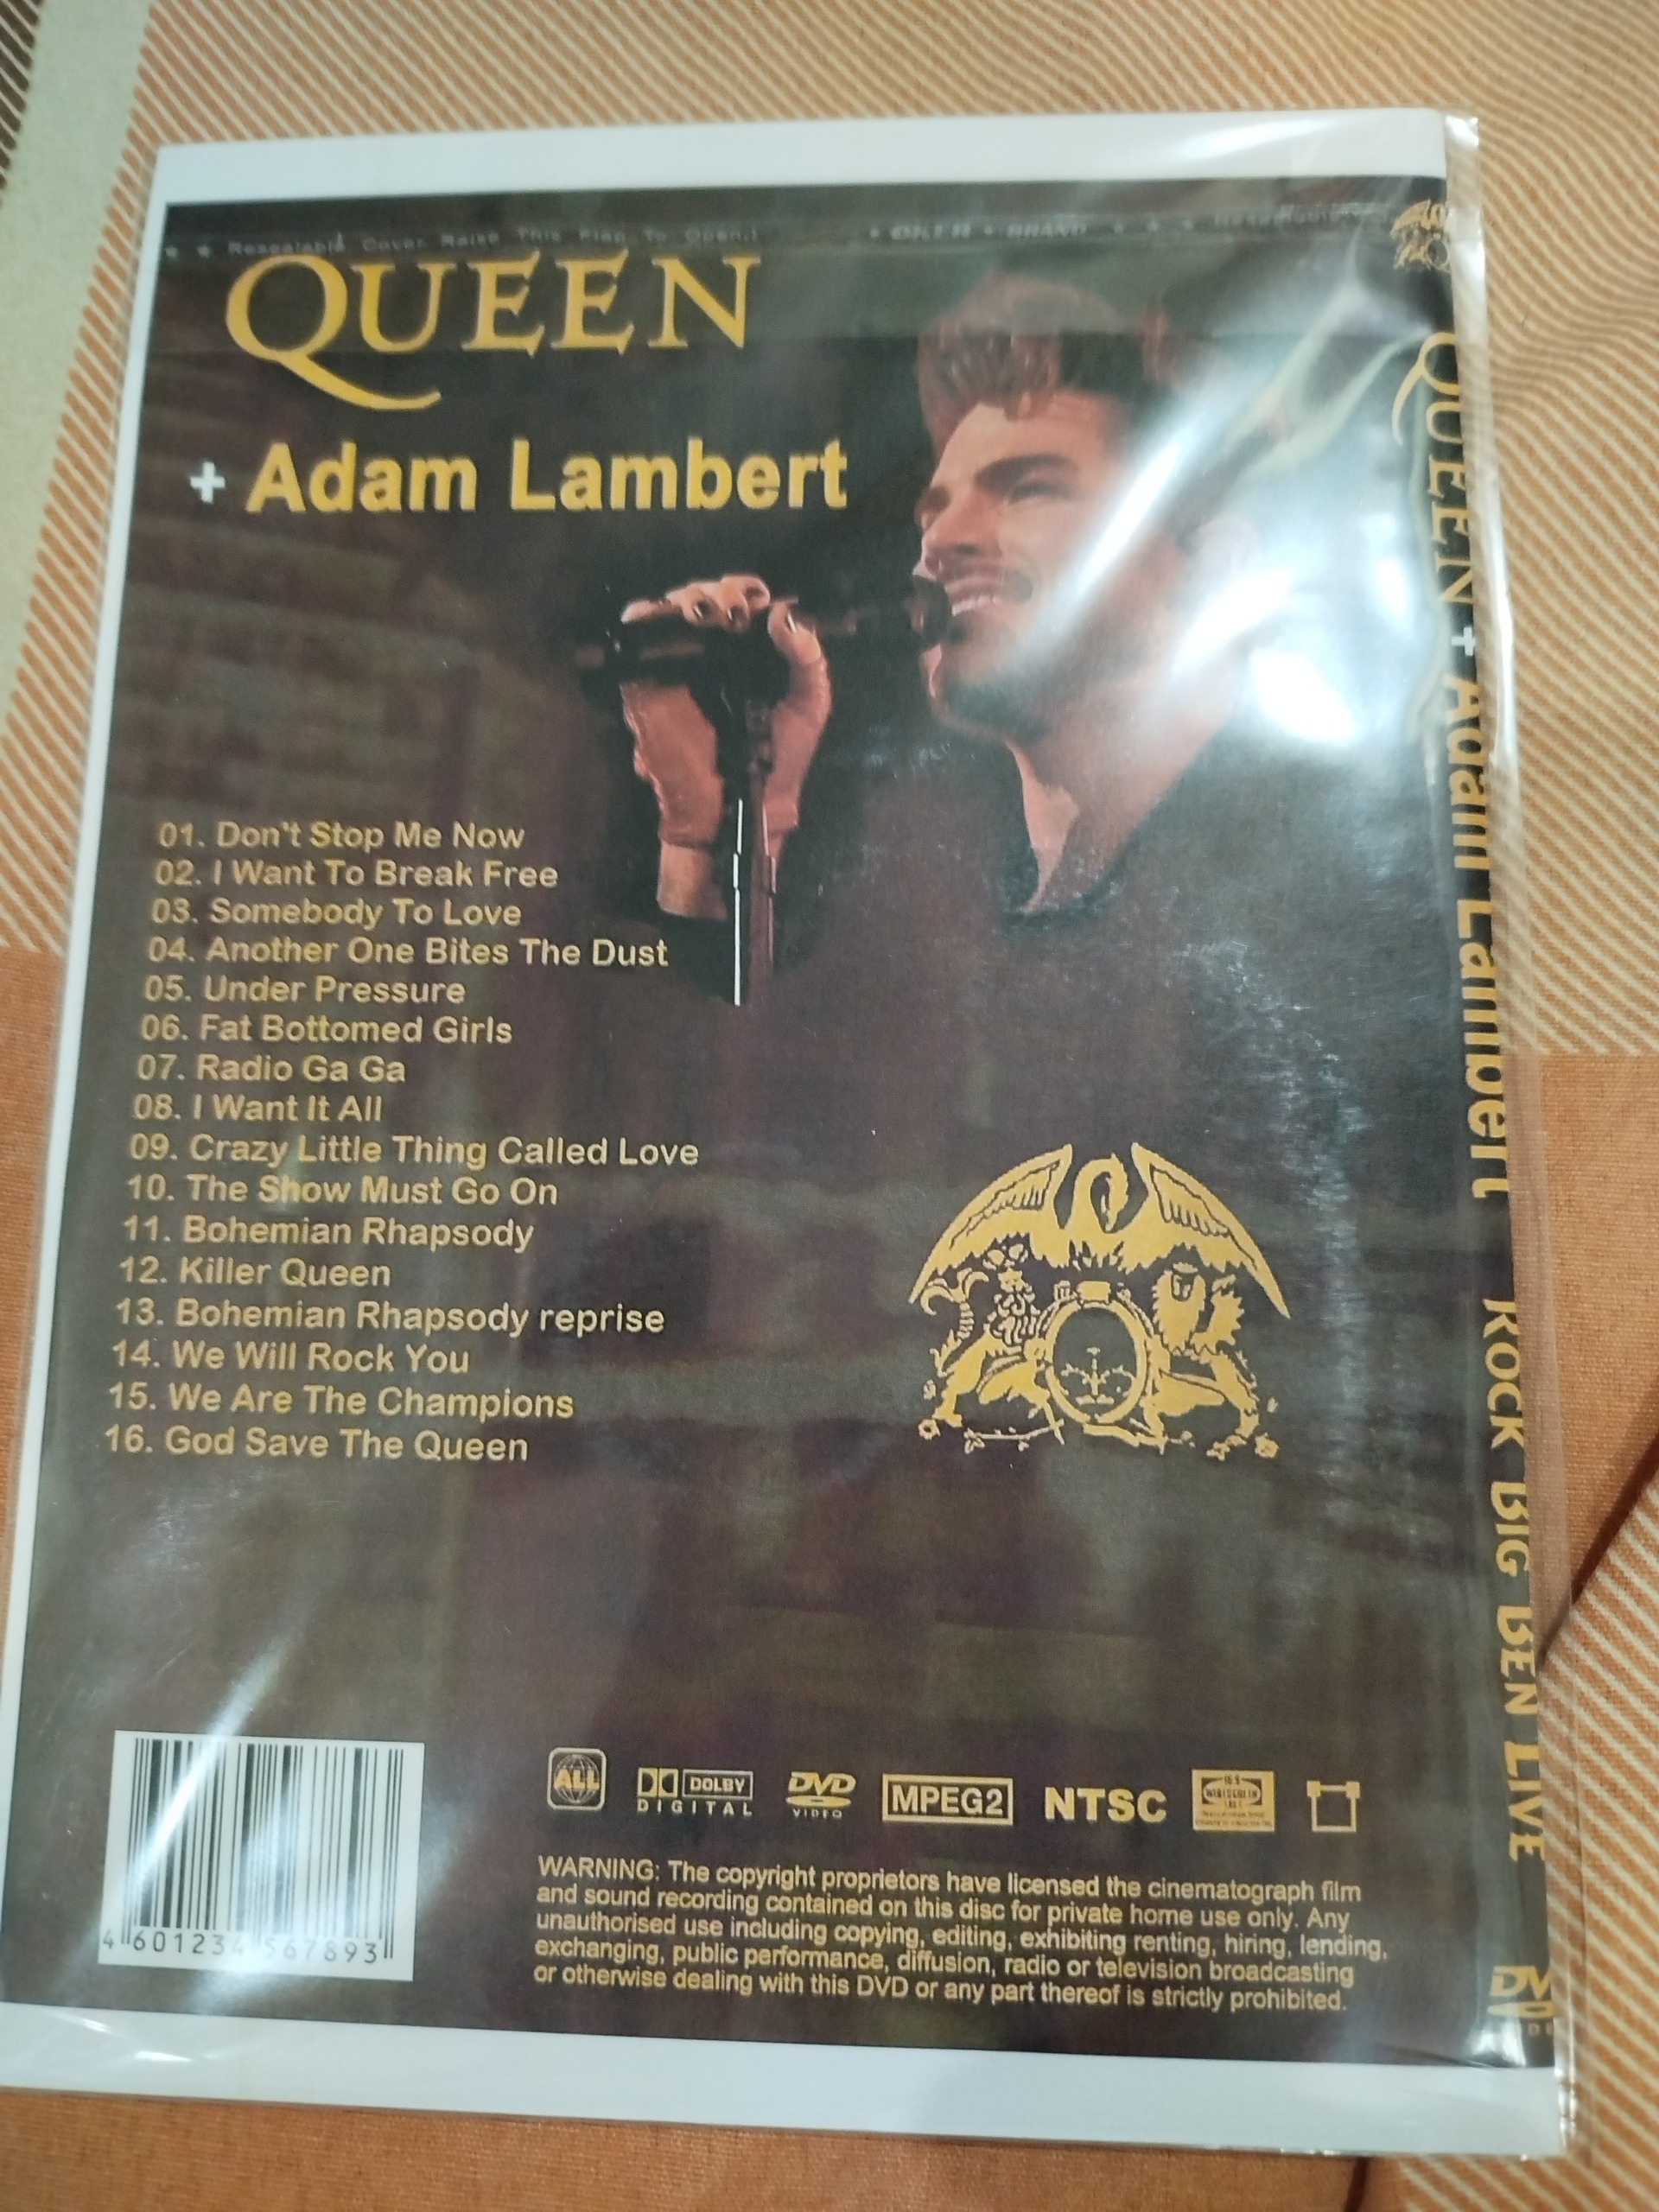 Resealable Cover. Raise This Flap To Open.!
OKER BRAND
QUEEN
+ Adam Lambert
01. Don't Stop Me Now
02. I Want To Break Free
03. Somebody To Love
04. Another One Bites The Dust
05. Under Pressure
06. Fat Bottomed Girls
07. Radio Ga Ga
08. I Want It All
09. Crazy Little Thing Called Love
10. The Show Must Go On
11. Bohemian Rhapsody
12. Killer Queen
13. Bohemian Rhapsody reprise
14. We Will Rock You
15. We Are The Champions
16. God Save The Queen
4 601234 567893
ALL
DOLBY
DIGITAL
DVD
VIDEO
MPEG2
NTSC
16:9
WIDESCREEN
WARNING: The copyright proprietors have licensed the cinematograph film
and sound recording contained on this disc for private home use only. Any
unauthorised use including copying, editing, exhibiting renting, hiring, lending,
exchanging, public performance, diffusion, radio or television broadcasting
or otherwise dealing with this DVD or any part thereof is strictly prohibited.
QUEEN + Adam Lambert ROCK BIG BEN LIVE